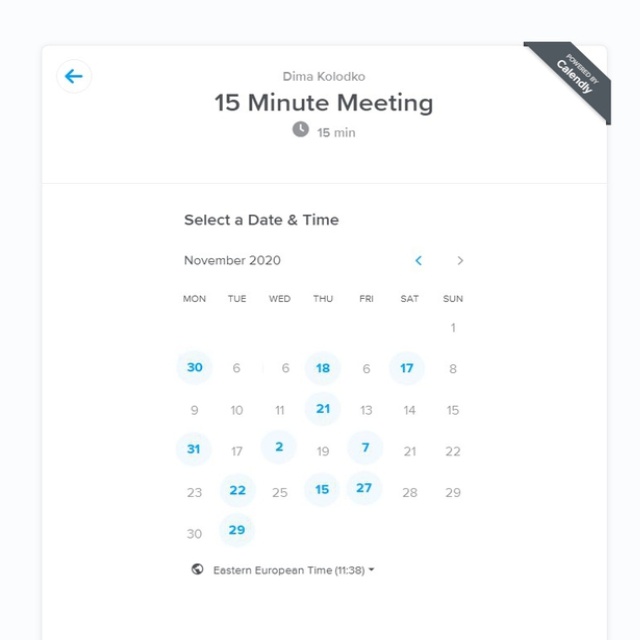 POWERED BY
Calendly
Dima Kolodko
15 Minute Meeting
15 min
Select a Date & Time
November 2020
MON TUE WED THU FRI SAT SUN
1
30 6 6 18 6 17 8
9 10 11 21 13 14 15
31 17 2 19 7 21 22
23 22 25 15 27 28 29
30 29
Eastern European Time (11:38)